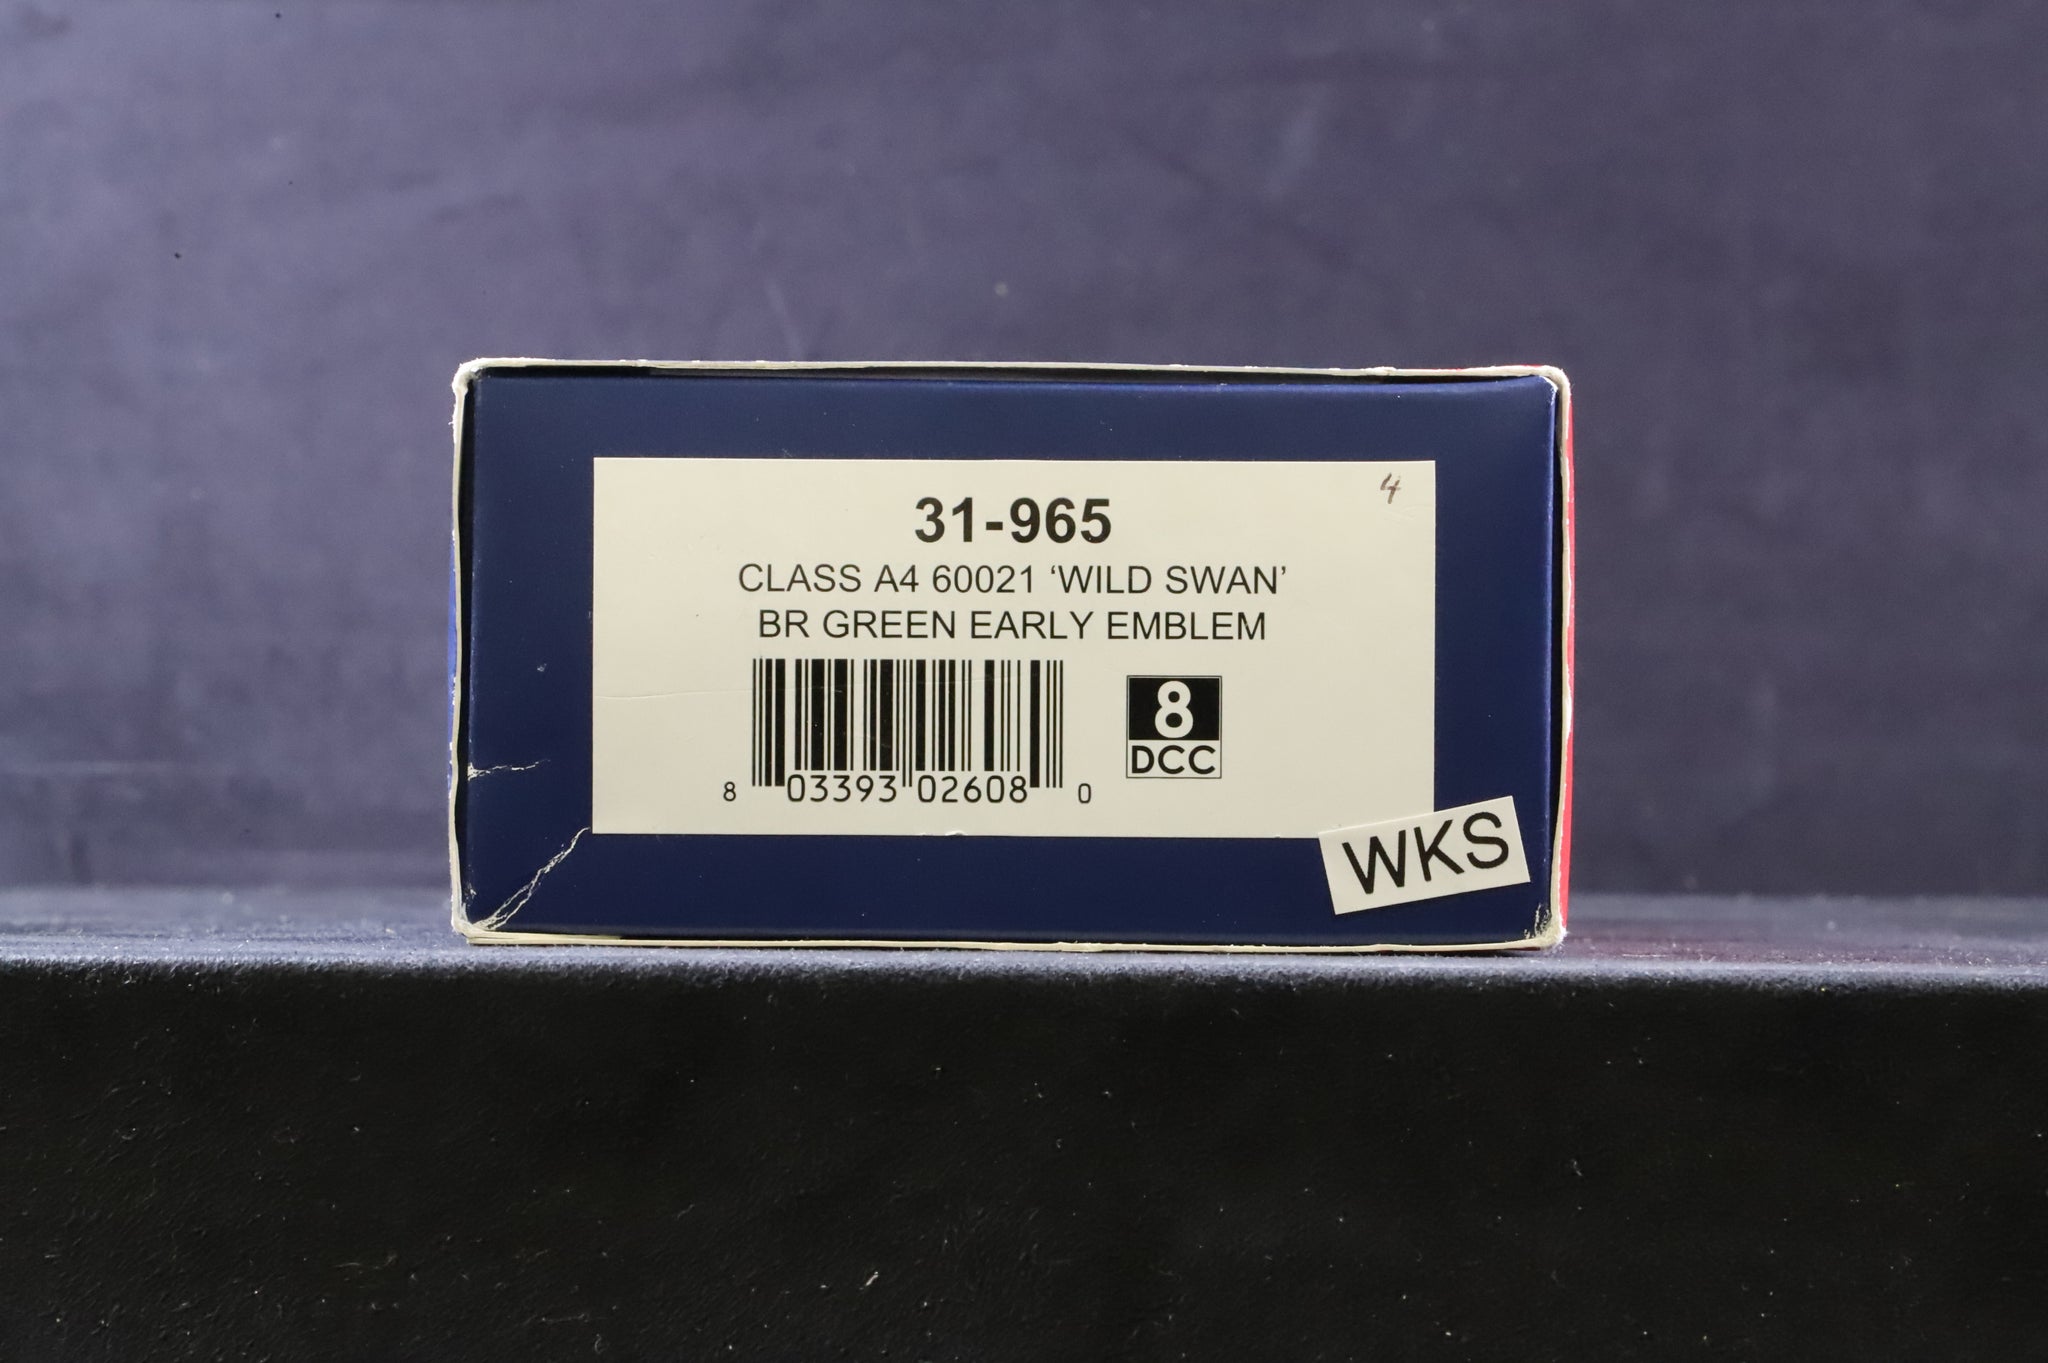 4
31-965
CLASS A4 60021 ‘WILD SWAN’
BR GREEN EARLY EMBLEM
8 03393 02608 0
8
DCC
WKS